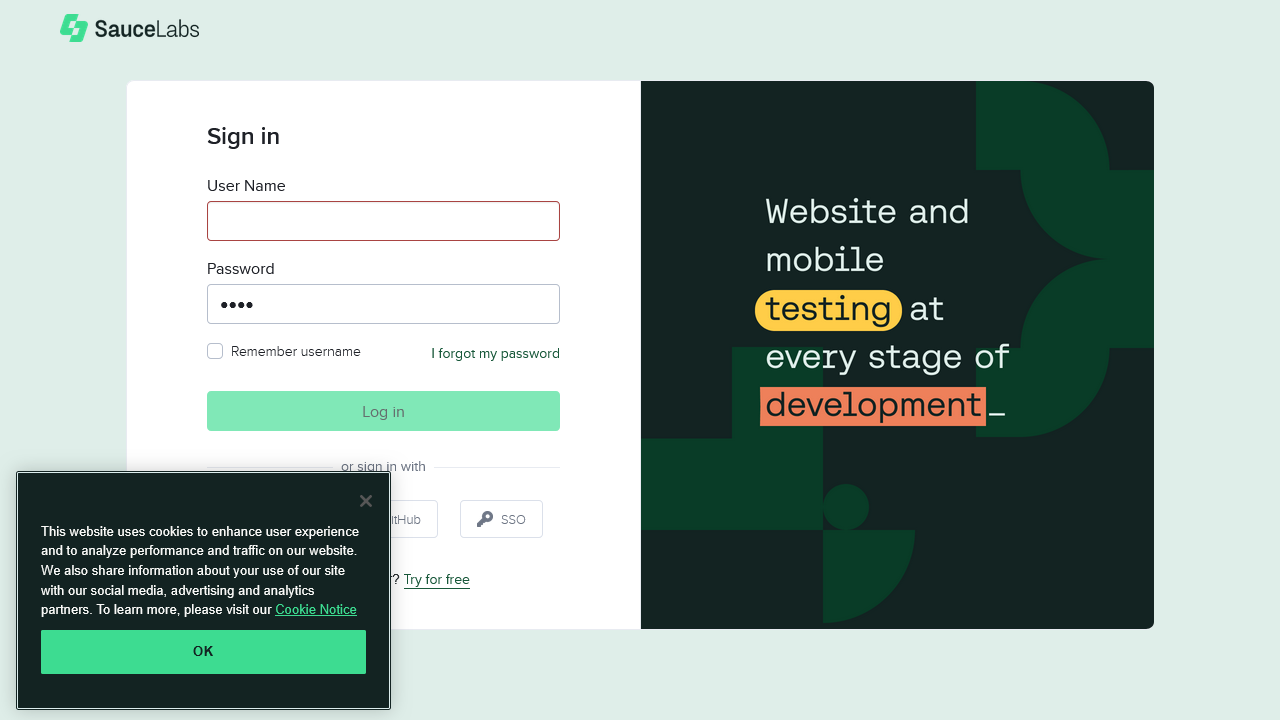 SauceLabs
Sign in
User Name
Password
Remember username
I forgot my password
Log in
or sign in with
SSO
? Try for free
Website and
mobile
testing at
every stage of
development_
This website uses cookies to enhance user experience
and to analyze performance and traffic on our website.
We also share information about your use of our site
with our social media, advertising and analytics
partners. To learn more, please visit our Cookie Notice
OK